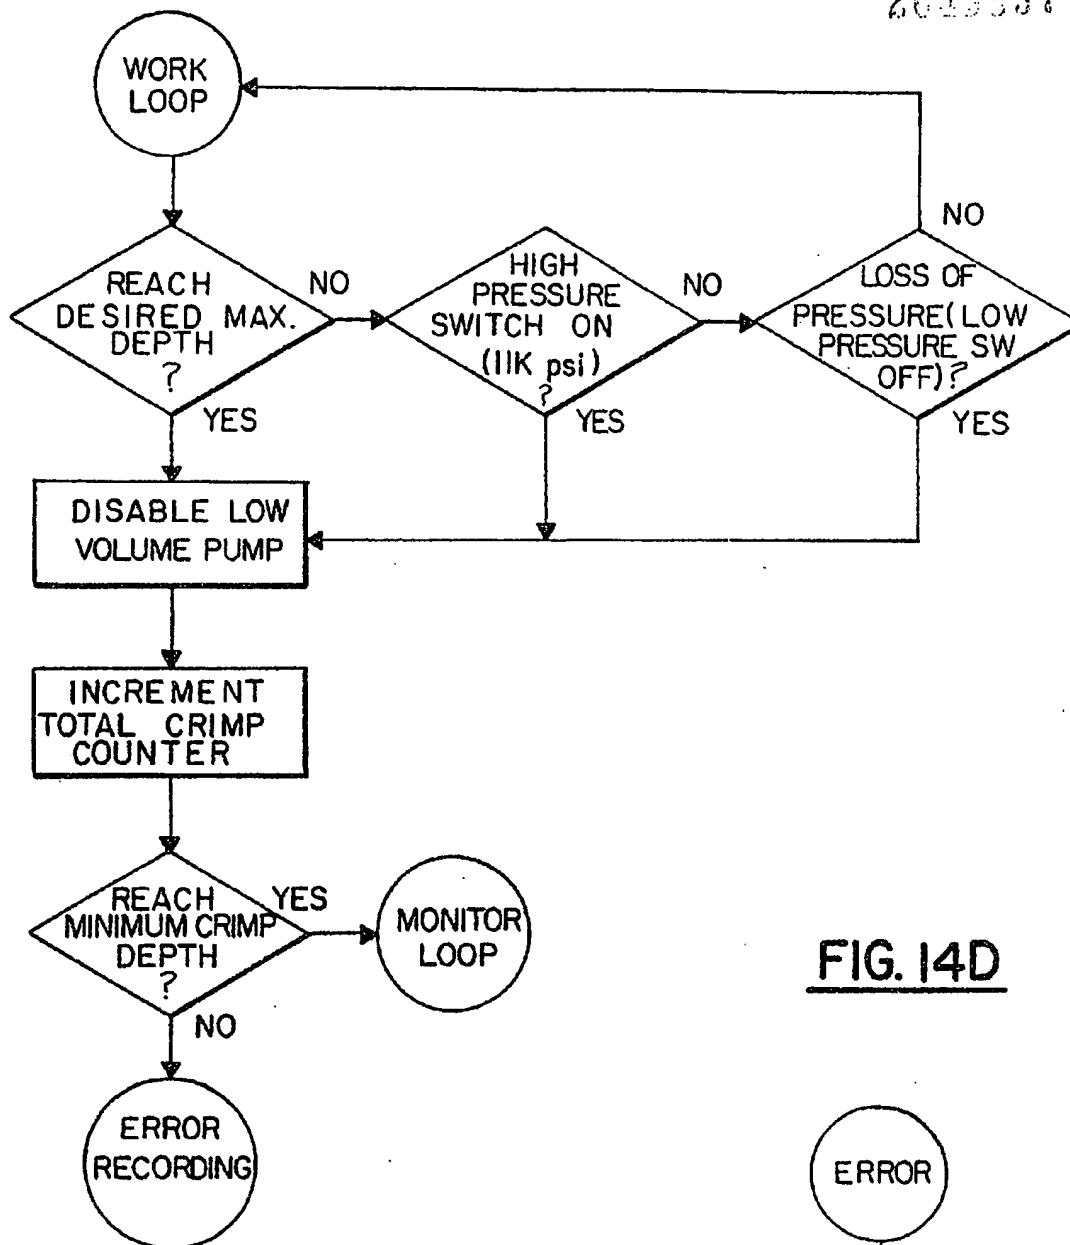 WORK
LOOP
NO
REACH
DESIRED MAX.
DEPTH
?
NO
YES
HIGH
PRESSURE
SWITCH ON
(11K psi)
?
NO
YES
LOSS OF
PRESSURE(LOW
PRESSURE SW
OFF)?
YES
DISABLE LOW
VOLUME PUMP
INCREMENT
TOTAL CRIMP
COUNTER
REACH
MINIMUM CRIMP
DEPTH
?
YES
NO
MONITOR
LOOP
FIG. 14D
ERROR
RECORDING
ERROR